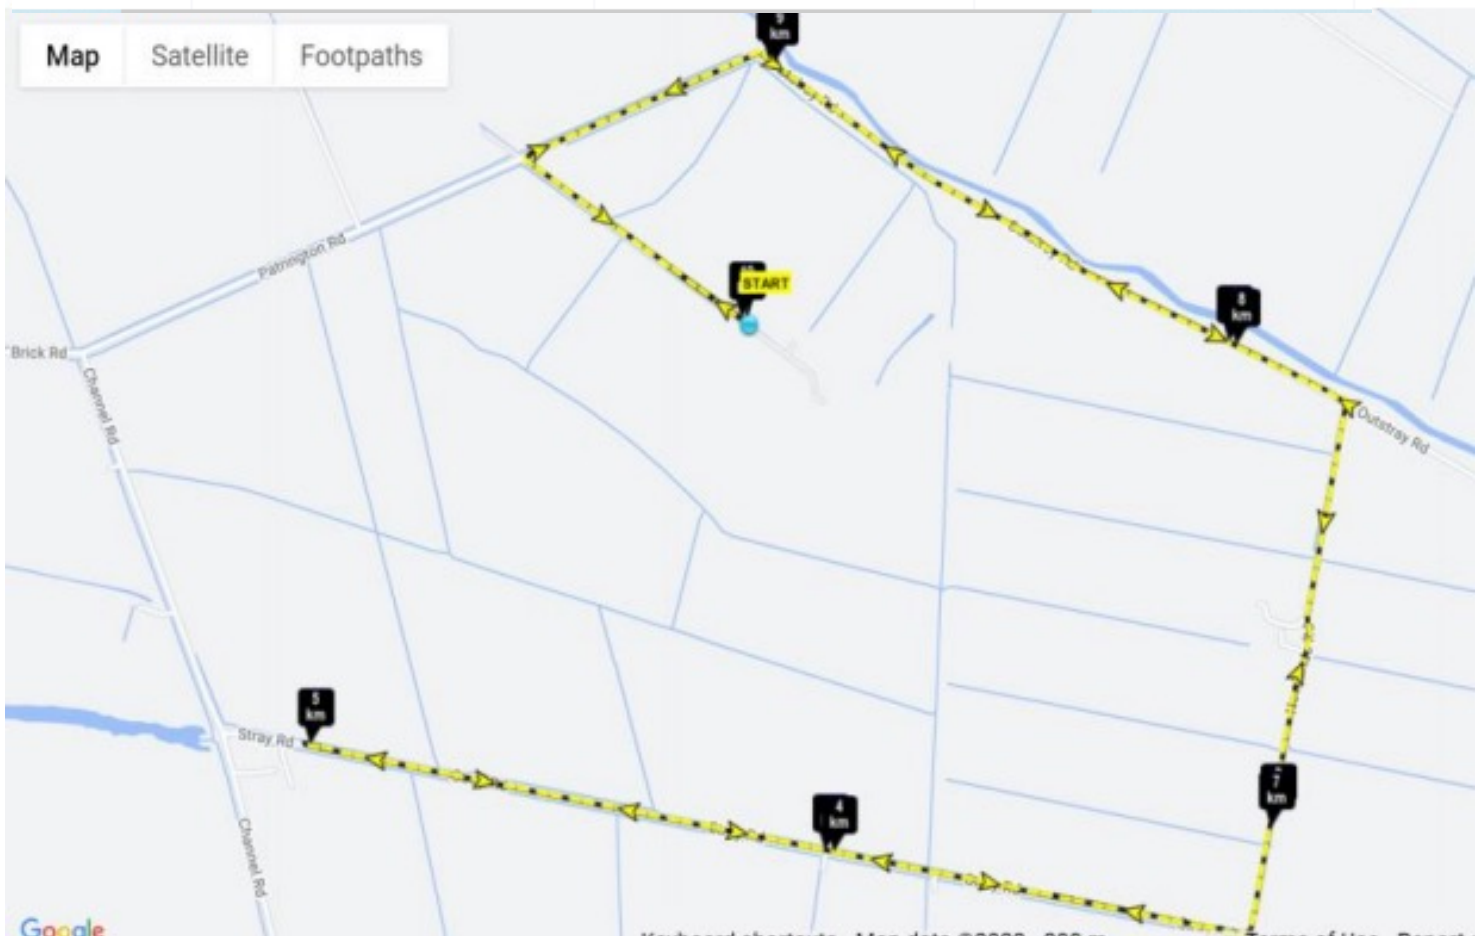 9
km
Map
Satellite
Footpaths
START
Patrington Rd
8
km
Brick Rd
Channel Rd
Outstray Rd
5
km
Stray Rd
7
km
4
km
Channel Rd
Google